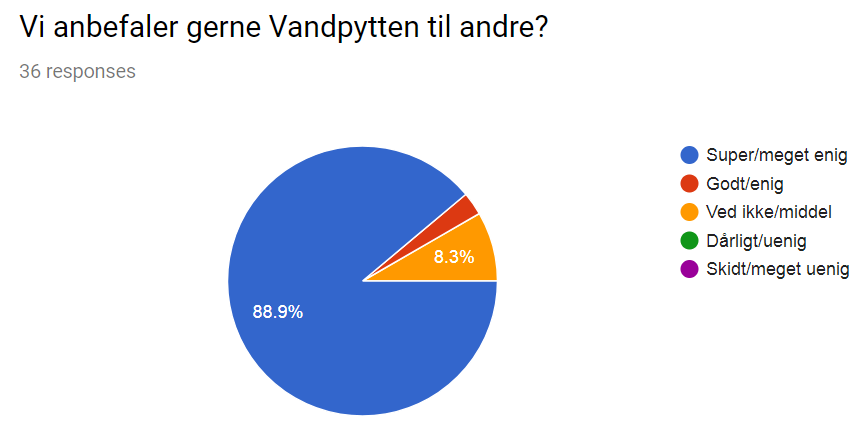 Vi anbefaler gerne Vandpytten til andre?
36 responses
Super/meget enig
Godt/enig
Ved ikke/middel
Dårligt/uenig
Skidt/meget uenig
8.3%
88.9%